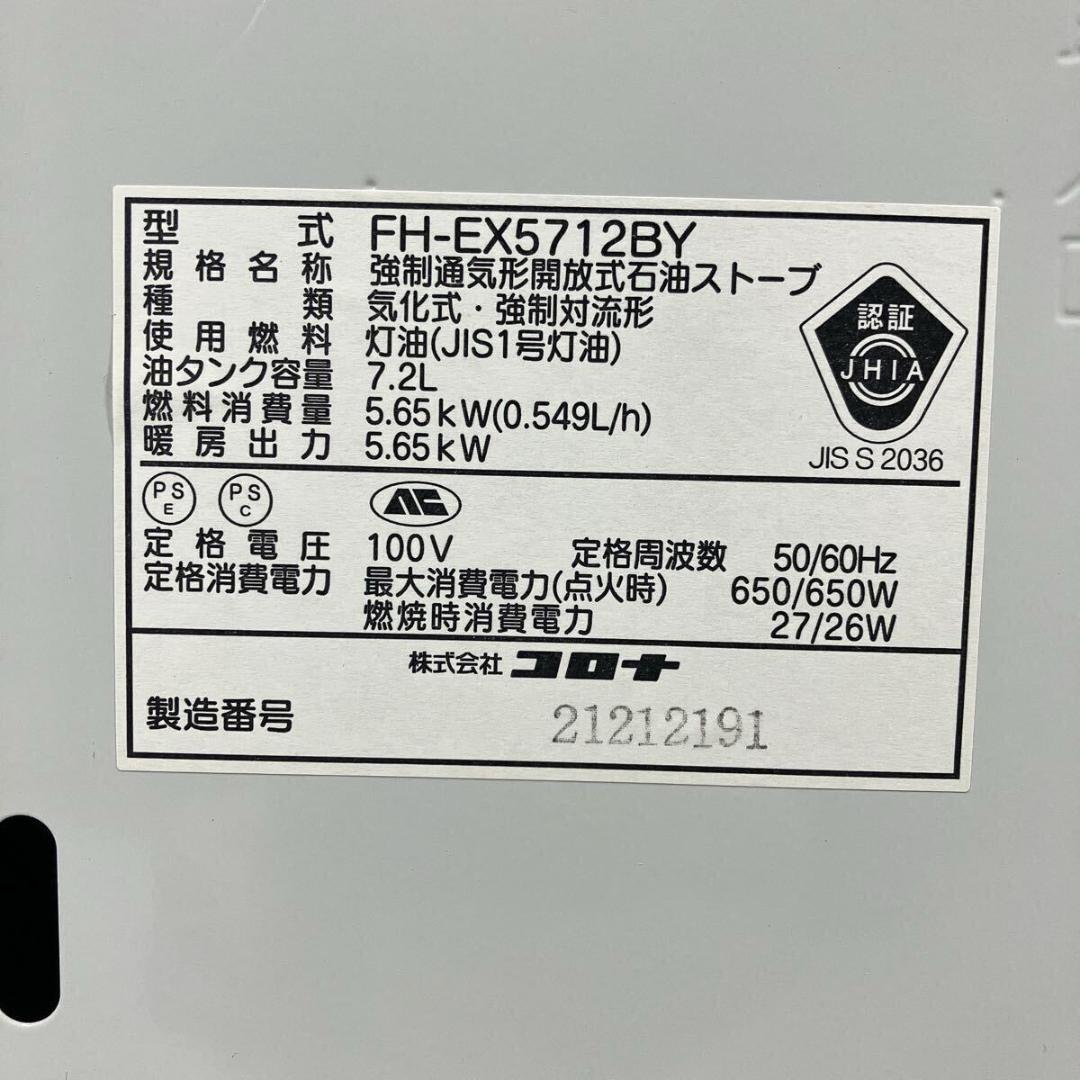 型式 FH-EX5712BY
規格名称 強制通気形開放式石油ストーブ
種類 気化式・強制対流形
使用燃料 灯油(JIS1号灯油)
油タンク容量 7.2L
燃料消費量 5.65kW(0.549L/h)
暖房出力 5.65kW
認証
JHIA
JIS S 2036
PS E PS C
定格電圧 100V 定格周波数 50/60Hz
定格消費電力 最大消費電力(点火時) 650/650W
燃焼時消費電力 27/26W
株式会社 コロナ
製造番号 21212191